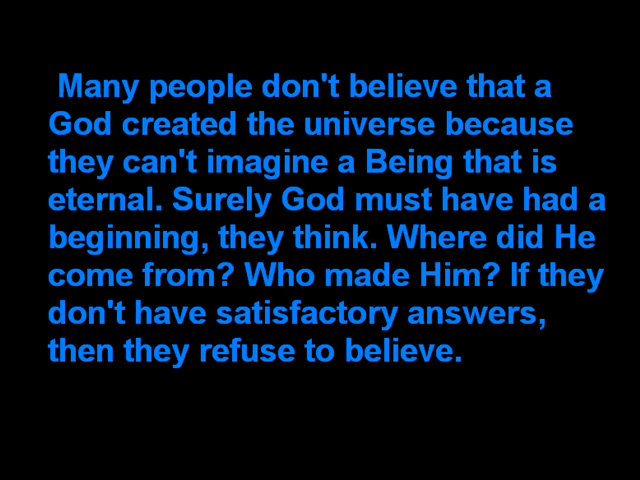 Many people don't believe that a
God created the universe because
they can't imagine a Being that is
eternal. Surely God must have had a
beginning, they think. Where did He
come from? Who made Him? If they
don't have satisfactory answers,
then they refuse to believe.